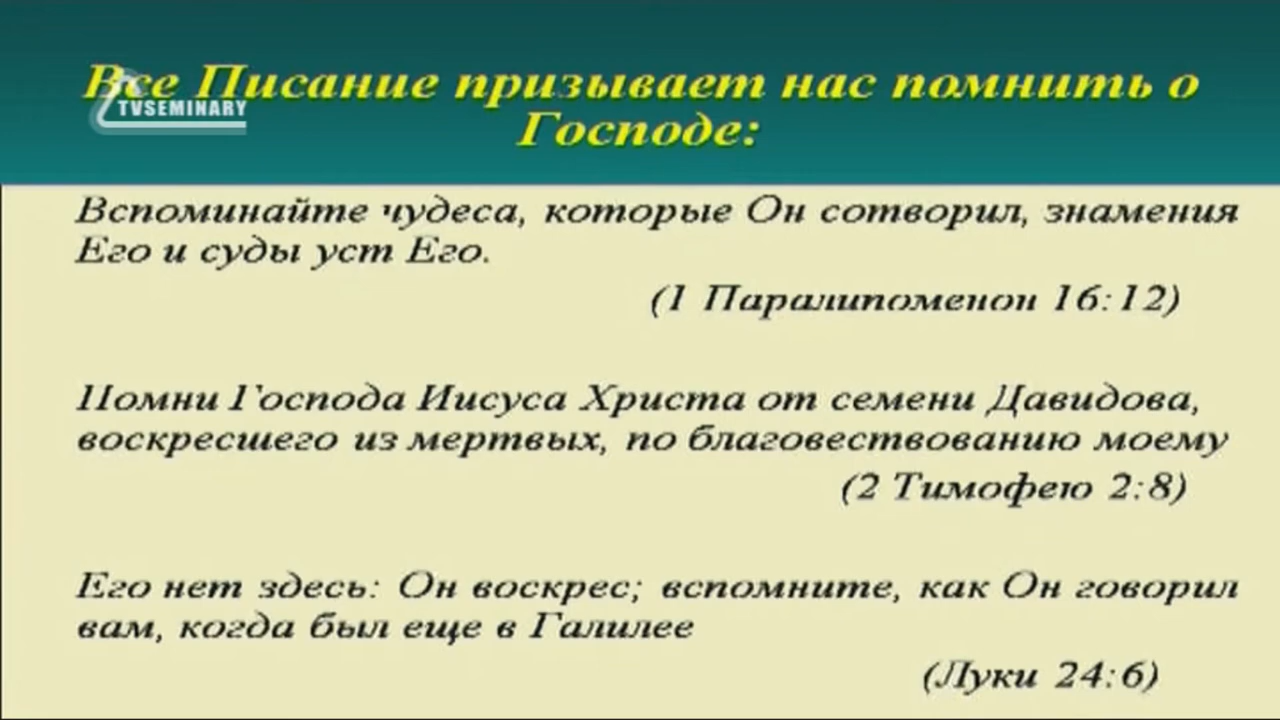 Все Писание призывает нас помнить о
Господе:
TVSEMINARY
Вспоминайте чудеса, которые Он сотворил, знамения
Его и суды уст Его.
(1 Паралипоменон 16:12)
Помни Господа Иисуса Христа от семени Давидова,
воскресшего из мертвых, по благовествованию моему
(2 Тимофею 2:8)
Его нет здесь: Он воскрес; вспомните, как Он говорил
вам, когда был еще в Галилее
(Луки 24:6)